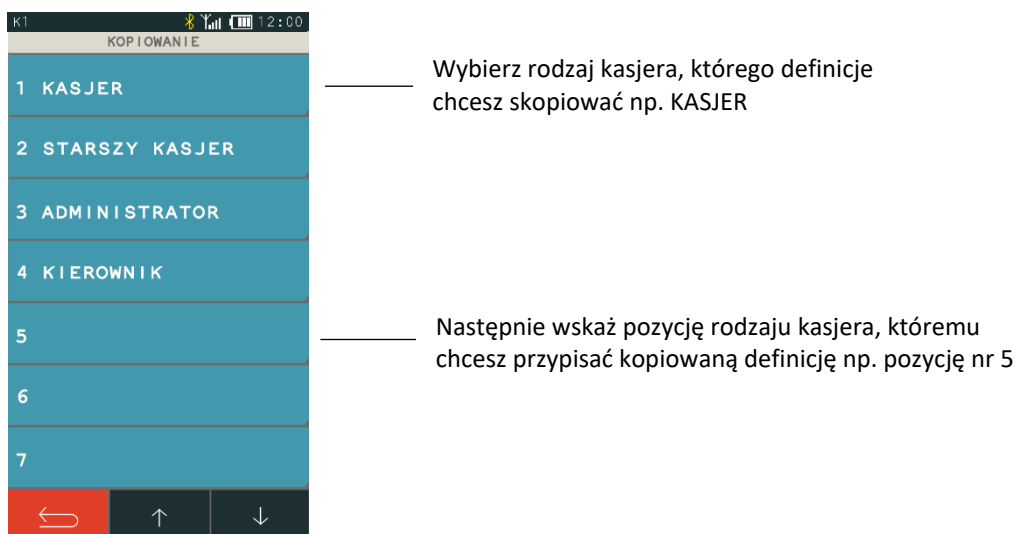 K1 12:00
KOPIOWANIE
1 KASJER
2 STARSZY KASJER
3 ADMINISTRATOR
4 KIEROWNIK
5
6
7
Wybierz rodzaj kasjera, którego definicje
chcesz skopiować np. KASJER
Następnie wskaż pozycję rodzaju kasjera, któremu
chcesz przypisać kopiowaną definicję np. pozycję nr 5